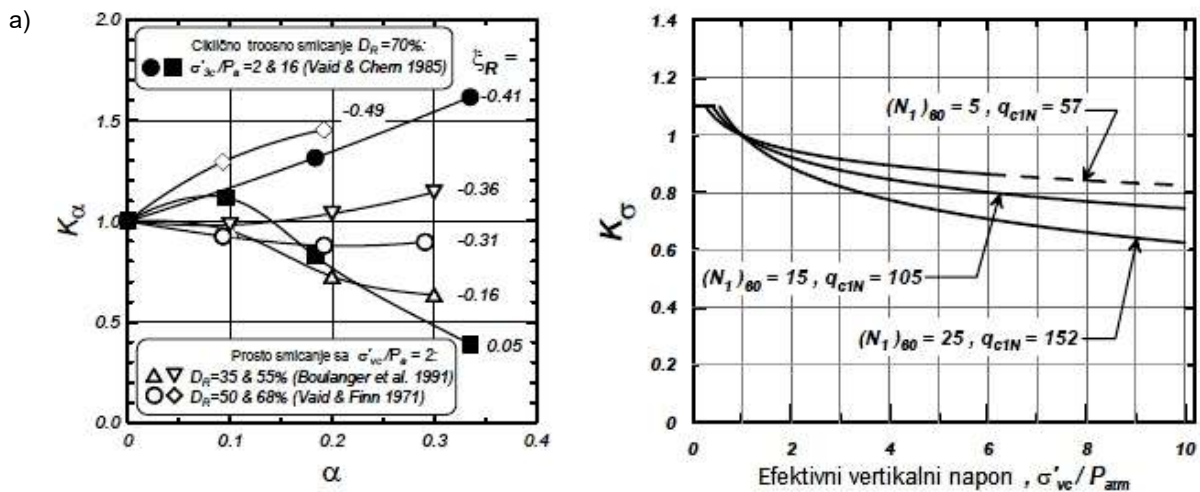 a)
2.0
1.5
1.0
0.5
0.0
Kα
Ciklično troosno smicanje D_R=70%:
σ'3c/Pa =2 & 16 (Vaid & Chern 1985)
ξR =
-0.49
-0.41
-0.36
-0.31
-0.16
0.05
Prosto smicanje sa σ'vc/Pa = 2:
D_R=35 & 55% (Boulanger et al. 1991)
D_R=50 & 68% (Vaid & Finn 1971)
0 0.1 0.2 0.3 0.4
α
1.4
1.2
1
0.8
0.6
0.4
0.2
0
Kσ
(N1)60 = 5 , qc1N = 57
(N1)60 = 15 , qc1N = 105
(N1)60 = 25 , qc1N = 152
0 2 4 6 8 10
Efektivni vertikalni napon , σ'vc/Patm